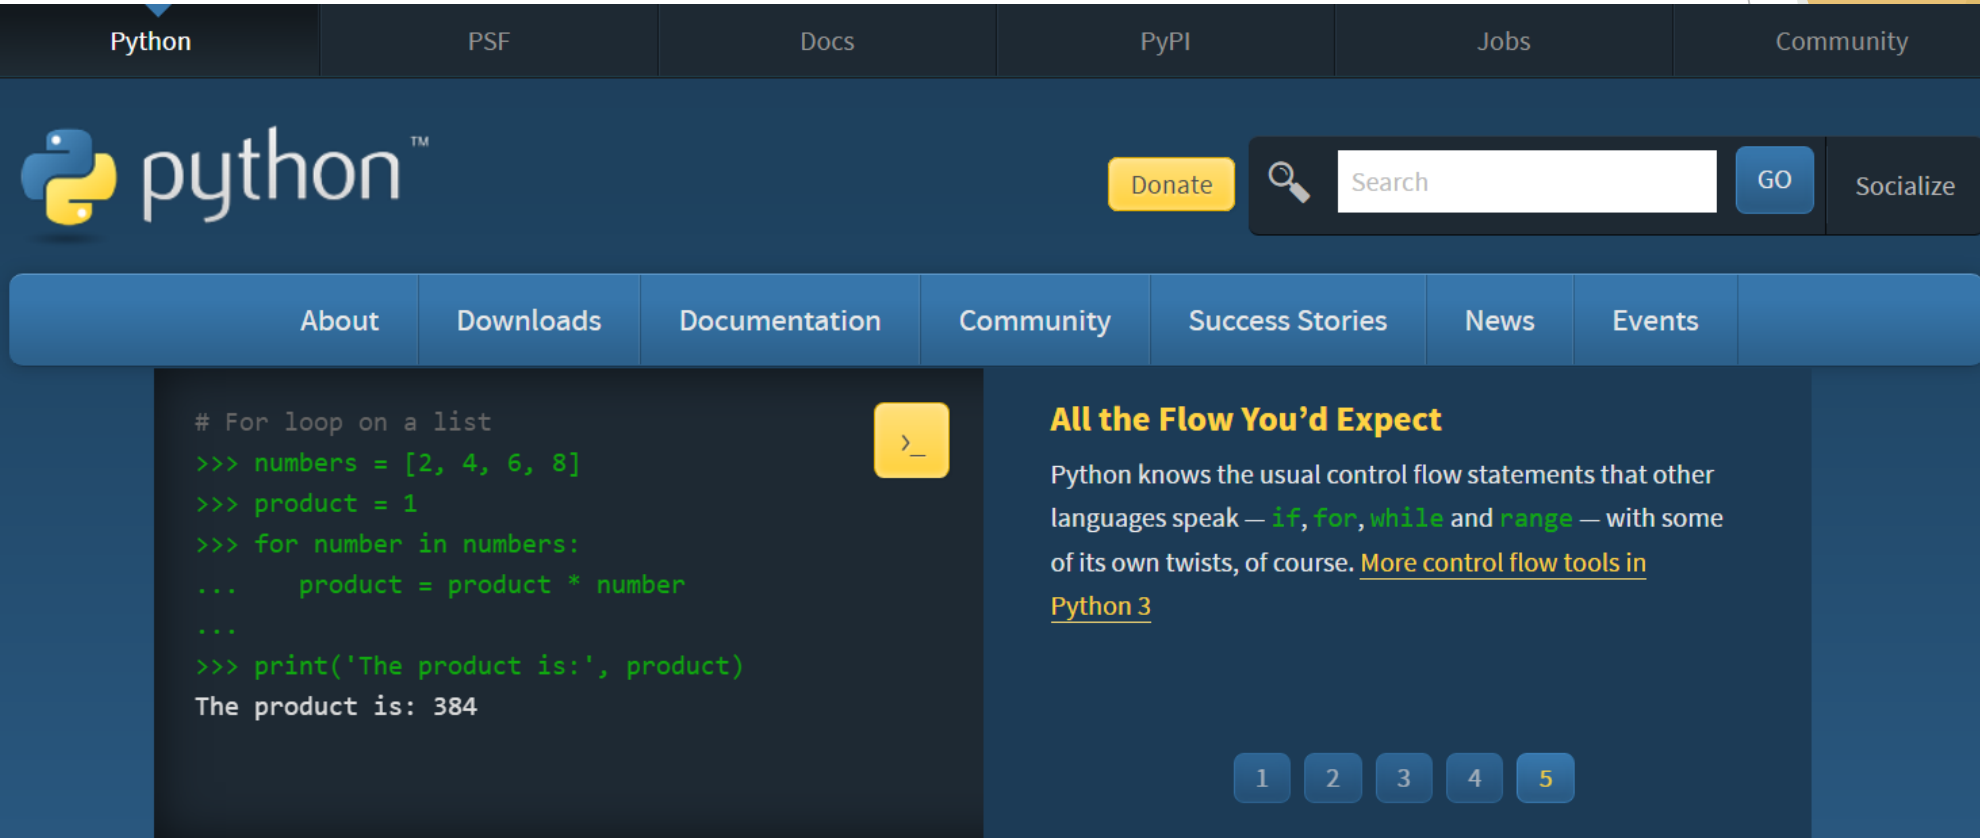 Python PSF Docs PyPI Jobs Community
python™
Donate Search GO Socialize
About Downloads Documentation Community Success Stories News Events
# For loop on a list
>>> numbers = [2, 4, 6, 8]
>>> product = 1
>>> for number in numbers:
...    product = product * number
...
>>> print('The product is:', product)
The product is: 384
>_
All the Flow You’d Expect
Python knows the usual control flow statements that other
languages speak — if, for, while and range — with some
of its own twists, of course. More control flow tools in
Python 3
1 2 3 4 5